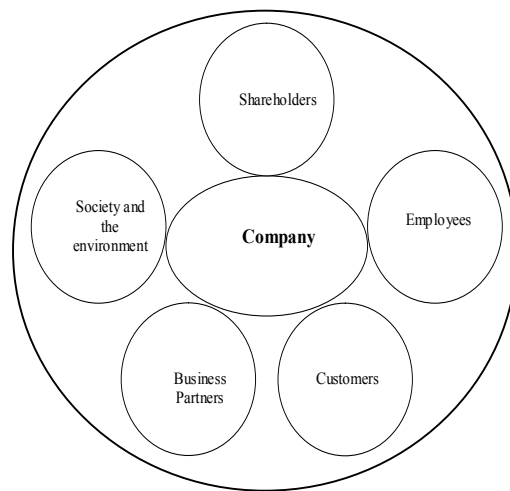 Shareholders
Society and
the
environment
Company
Employees
Business
Partners
Customers